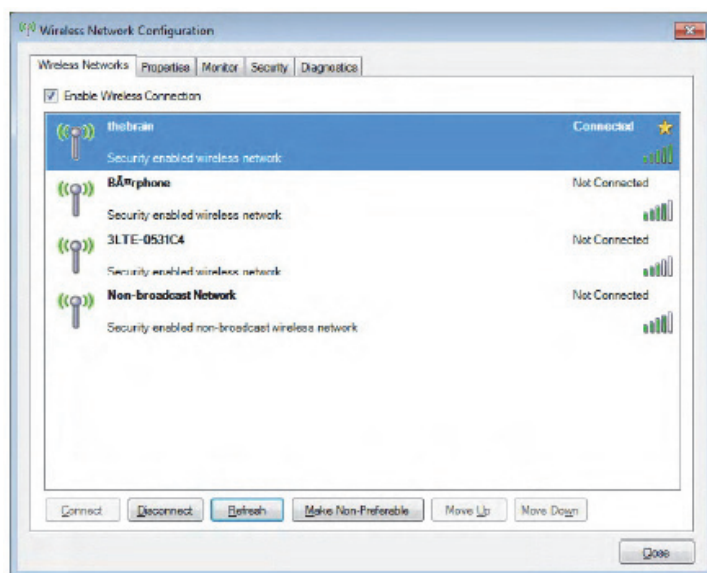 Wireless Network Configuration
Wireless Networks Properties Monitor Security Diagnostics
Enable Wireless Connection
thebrain Connected
Security enabled wireless network
BÃ¤rphone Not Connected
Security enabled wireless network
3LTE-0531C4 Not Connected
Security enabled wireless network
Non-broadcast Network Not Connected
Security enabled non-broadcast wireless network
Connect Disconnect Refresh Make Non-Preferable Move Up Move Down
Close